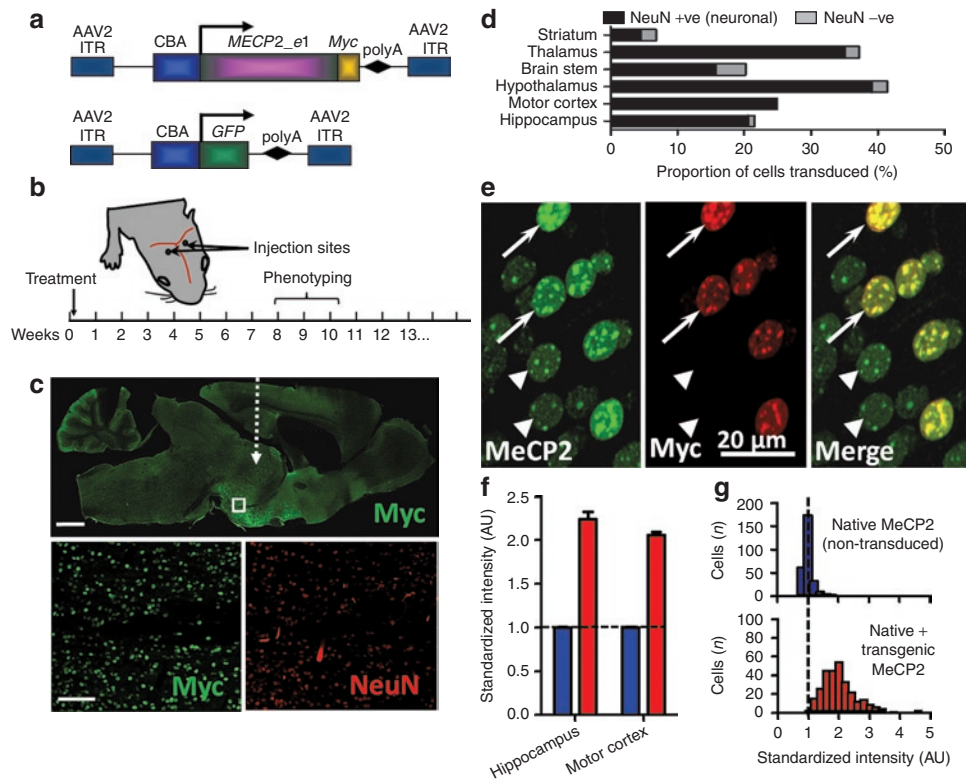 a
AAV2 ITR
CBA
MECP2_e1
Myc
polyA
AAV2 ITR
AAV2 ITR
CBA
GFP
polyA
AAV2 ITR
b
Injection sites
Treatment
Phenotyping
Weeks 0 1 2 3 4 5 6 7 8 9 10 11 12 13...
c
Myc
Myc
NeuN
d
NeuN +ve (neuronal)
NeuN –ve
Striatum
Thalamus
Brain stem
Hypothalamus
Motor cortex
Hippocampus
0 10 20 30 40 50
Proportion of cells transduced (%)
e
MeCP2
Myc
20 µm
Merge
f
Standardized intensity (AU)
2.5
2.0
1.5
1.0
0.5
0.0
Hippocampus
Motor cortex
g
Cells (n)
200
150
100
50
0
Native MeCP2
(non-transduced)
Cells (n)
100
80
60
40
20
0
Native +
transgenic
MeCP2
0 1 2 3 4 5
Standardized intensity (AU)